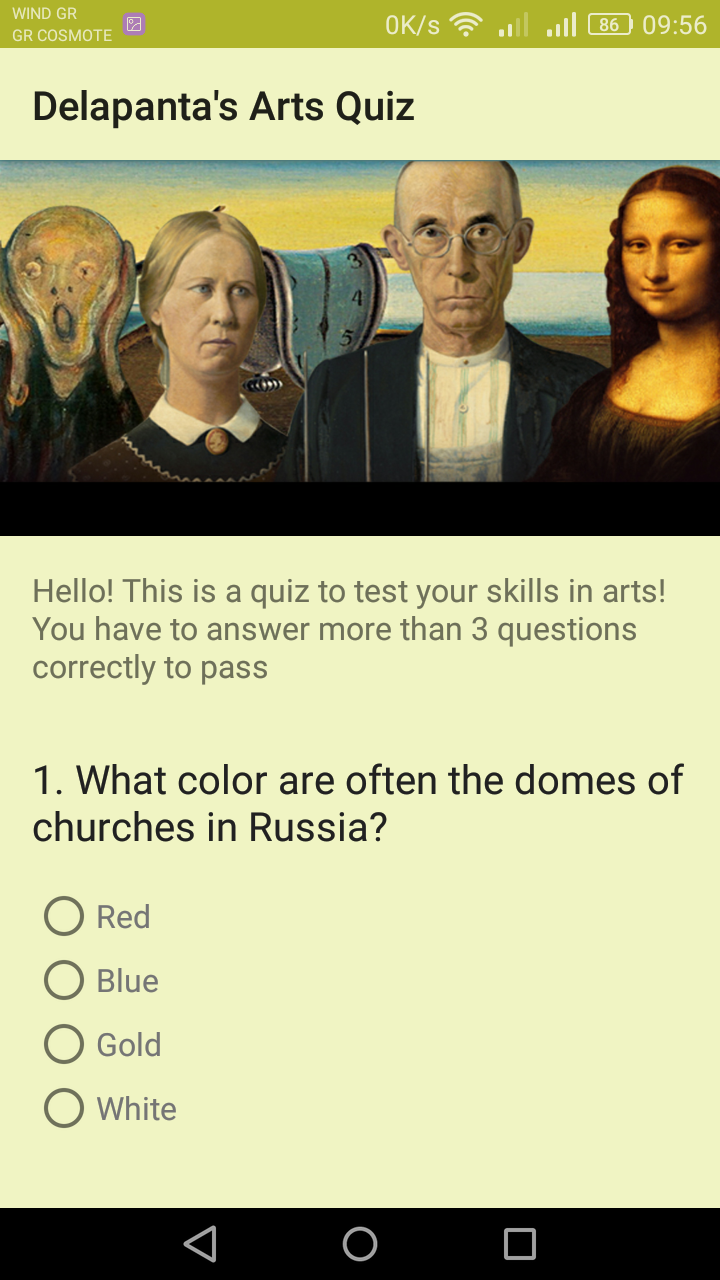 WIND GR
GR COSMOTE
0K/s 86 09:56
Delapanta's Arts Quiz
3
4
5
Hello! This is a quiz to test your skills in arts!
You have to answer more than 3 questions
correctly to pass
1. What color are often the domes of
churches in Russia?
Red
Blue
Gold
White